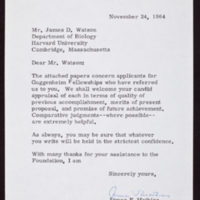 November 24, 1964
Mr. James D. Watson
Department of Biology
Harvard University
Cambridge, Massachusetts
Dear Mr. Watson:
The attached papers concern applicants for
Guggenheim Fellowships who have referred
us to you. We shall welcome your candid
appraisal of each in terms of quality of
previous accomplishment, merits of present
proposal, and promise of future achievement.
Comparative judgments--where possible--
are extremely helpful.
As always, you may be sure that whatever
you write will be held in the strictest confidence.
With many thanks for your assistance to the
Foundation, I am
Sincerely yours,
James F. Mathias